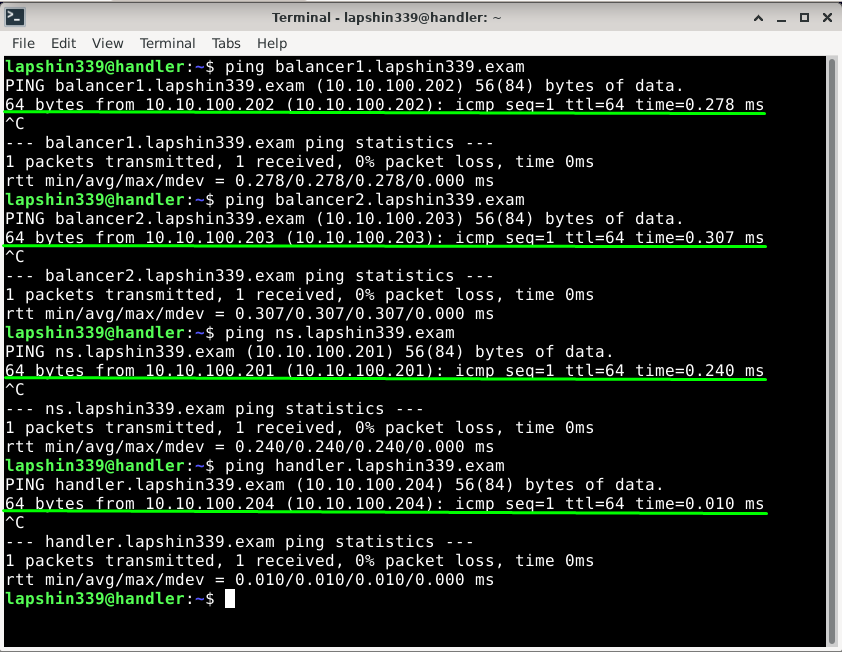 Terminal - lapshin339@handler: ~
File Edit View Terminal Tabs Help
lapshin339@handler:~$ ping balancer1.lapshin339.exam
PING balancer1.lapshin339.exam (10.10.100.202) 56(84) bytes of data.
64 bytes from 10.10.100.202 (10.10.100.202): icmp_seq=1 ttl=64 time=0.278 ms
^C
--- balancer1.lapshin339.exam ping statistics ---
1 packets transmitted, 1 received, 0% packet loss, time 0ms
rtt min/avg/max/mdev = 0.278/0.278/0.278/0.000 ms
lapshin339@handler:~$ ping balancer2.lapshin339.exam
PING balancer2.lapshin339.exam (10.10.100.203) 56(84) bytes of data.
64 bytes from 10.10.100.203 (10.10.100.203): icmp_seq=1 ttl=64 time=0.307 ms
^C
--- balancer2.lapshin339.exam ping statistics ---
1 packets transmitted, 1 received, 0% packet loss, time 0ms
rtt min/avg/max/mdev = 0.307/0.307/0.307/0.000 ms
lapshin339@handler:~$ ping ns.lapshin339.exam
PING ns.lapshin339.exam (10.10.100.201) 56(84) bytes of data.
64 bytes from 10.10.100.201 (10.10.100.201): icmp_seq=1 ttl=64 time=0.240 ms
^C
--- ns.lapshin339.exam ping statistics ---
1 packets transmitted, 1 received, 0% packet loss, time 0ms
rtt min/avg/max/mdev = 0.240/0.240/0.240/0.000 ms
lapshin339@handler:~$ ping handler.lapshin339.exam
PING handler.lapshin339.exam (10.10.100.204) 56(84) bytes of data.
64 bytes from 10.10.100.204 (10.10.100.204): icmp_seq=1 ttl=64 time=0.010 ms
^C
--- handler.lapshin339.exam ping statistics ---
1 packets transmitted, 1 received, 0% packet loss, time 0ms
rtt min/avg/max/mdev = 0.010/0.010/0.010/0.000 ms
lapshin339@handler:~$